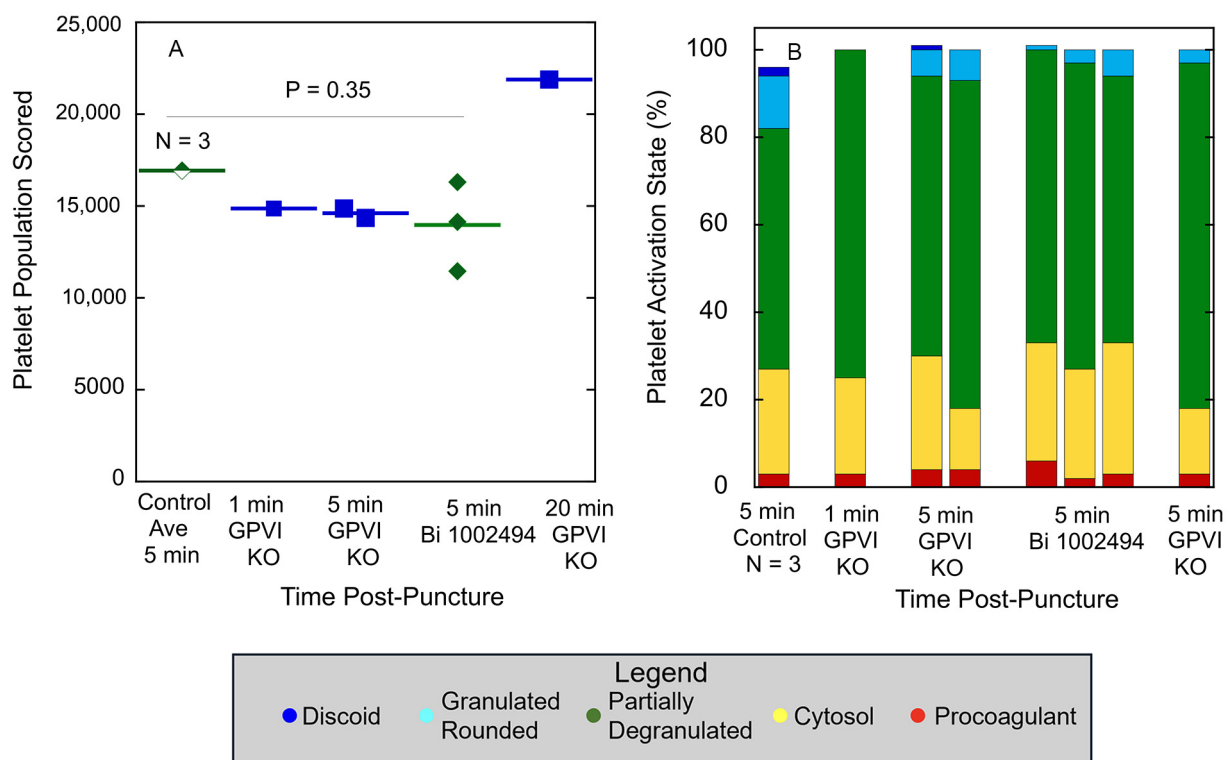 25,000
20,000
15,000
10,000
5000
0
Platelet Population Scored
A
P = 0.35
N = 3
Control
Ave
5 min
1 min
GPVI
KO
5 min
GPVI
KO
5 min
Bi 1002494
20 min
GPVI
KO
Time Post-Puncture
100
80
60
40
20
0
Platelet Activation State (%)
B
5 min
Control
N = 3
1 min
GPVI
KO
5 min
GPVI
KO
5 min
Bi 1002494
5 min
GPVI
KO
Time Post-Puncture
Legend
Discoid
Granulated
Rounded
Partially
Degranulated
Cytosol
Procoagulant